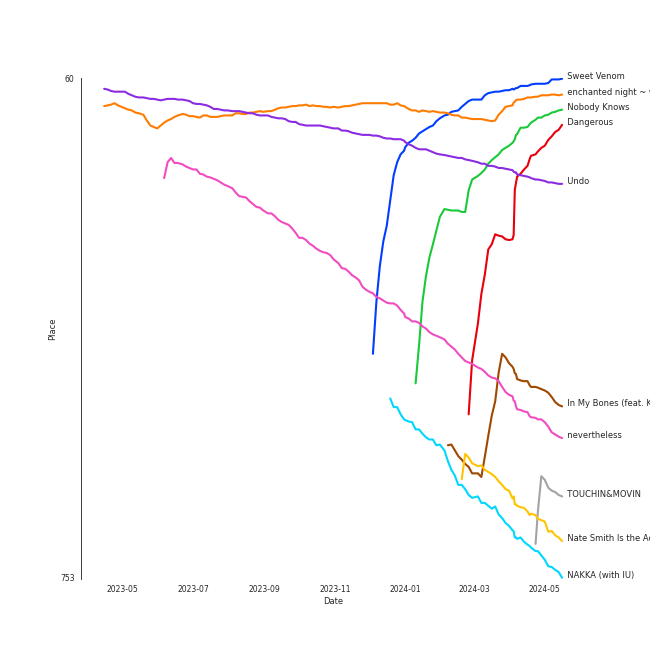 60
Sweet Venom
enchanted night ~
Nobody Knows
Dangerous
Undo
Place
In My Bones (feat.
nevertheless
TOUCHIN&MOVIN
Nate Smith Is the
753
NAKKA (with IU)
2023-05 2023-07 2023-09 2023-11 2024-01 2024-03 2024-05
Date